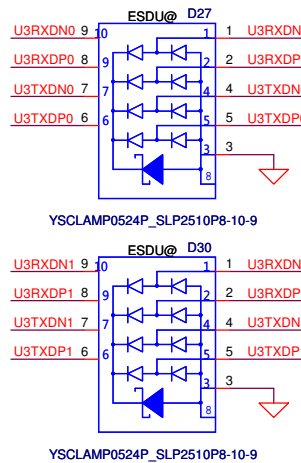 ESDU@ D27
U3RXDN0 9 10 1 1 U3RXDN
U3RXDP0 8 9 2 2 U3RXDP
U3TXDN0 7 7 4 4 U3TXDN
U3TXDP0 6 6 5 5 U3TXDP0
3 3
8
YSCLAMP0524P_SLP2510P8-10-9
ESDU@ D30
U3RXDN1 9 10 1 1 U3RXDN
U3RXDP1 8 9 2 2 U3RXDP
U3TXDN1 7 7 4 4 U3TXDN
U3TXDP1 6 6 5 5 U3TXDP
3 3
8
YSCLAMP0524P_SLP2510P8-10-9